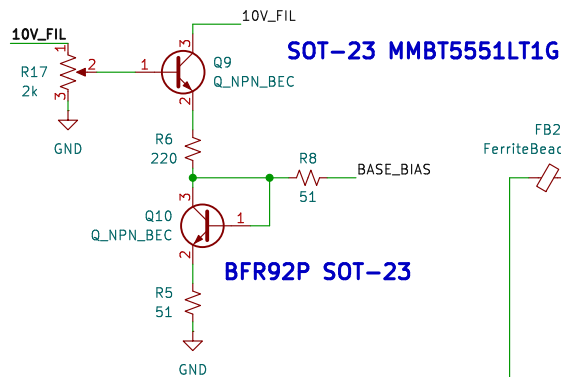 10V_FIL
10V_FIL
SOT-23 MMBT5551LT1G
1
R17
2k
2
3
GND
1
3
Q9
Q_NPN_BEC
2
R6
220
R8
51
BASE_BIAS
FB2
FerriteBead
Q10
Q_NPN_BEC
3
1
2
BFR92P SOT-23
R5
51
GND